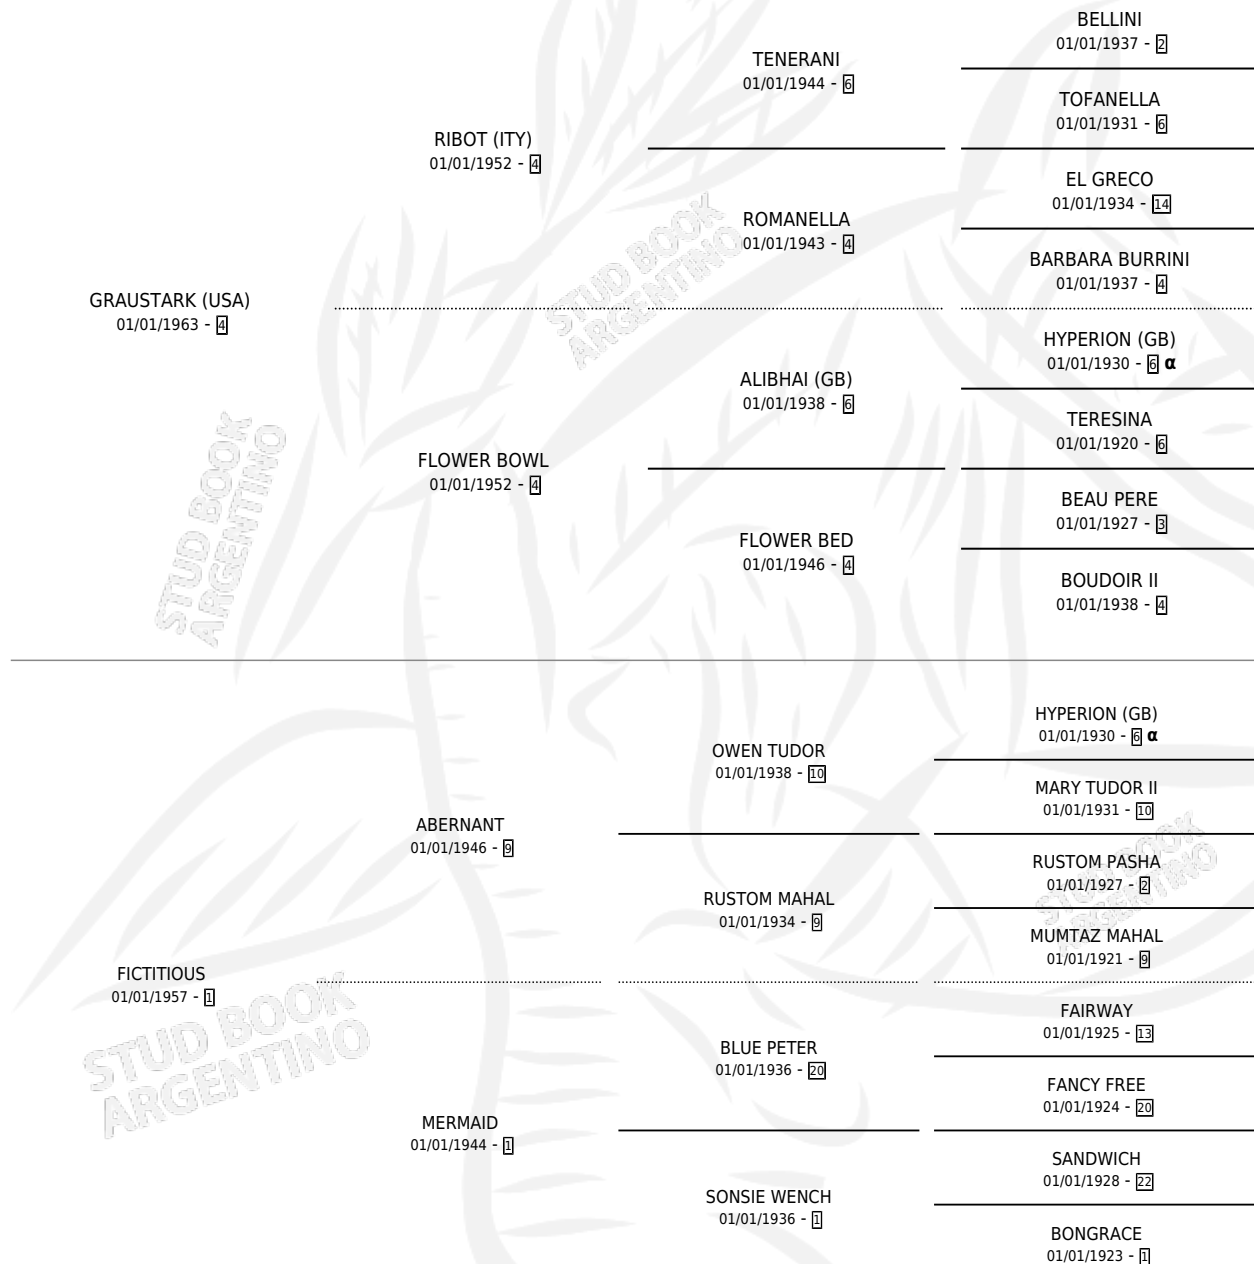 BELLINI
01/01/1937 - 2
TENERANI
01/01/1944 - 6
TOFANELLA
01/01/1931 - 6
RIBOT (ITY)
01/01/1952 - 4
EL GRECO
01/01/1934 - 14
ROMANELLA
01/01/1943 - 4
BARBARA BURRINI
01/01/1937 - 4
GRAUSTARK (USA)
01/01/1963 - 4
HYPERION (GB)
01/01/1930 - 6 α
ALIBHAI (GB)
01/01/1938 - 6
TERESINA
01/01/1920 - 6
FLOWER BOWL
01/01/1952 - 4
BEAU PERE
01/01/1927 - 3
FLOWER BED
01/01/1946 - 4
BOUDOIR II
01/01/1938 - 4
STUD BOOK
ARGENTINO
STUD BOOK
ARGENTINO
HYPERION (GB)
01/01/1930 - 6 α
OWEN TUDOR
01/01/1938 - 10
MARY TUDOR II
01/01/1931 - 10
ABERNANT
01/01/1946 - 9
RUSTOM PASHA
01/01/1927 - 2
RUSTOM MAHAL
01/01/1934 - 9
MUMTAZ MAHAL
01/01/1921 - 9
STUD BOOK
ARGENTINO
FICTITIOUS
01/01/1957 - 1
FAIRWAY
01/01/1925 - 13
BLUE PETER
01/01/1936 - 20
FANCY FREE
01/01/1924 - 20
MERMAID
01/01/1944 - 1
SANDWICH
01/01/1928 - 22
SONSIE WENCH
01/01/1936 - 1
BONGRACE
01/01/1923 - 1
STUD BOOK
ARGENTINO